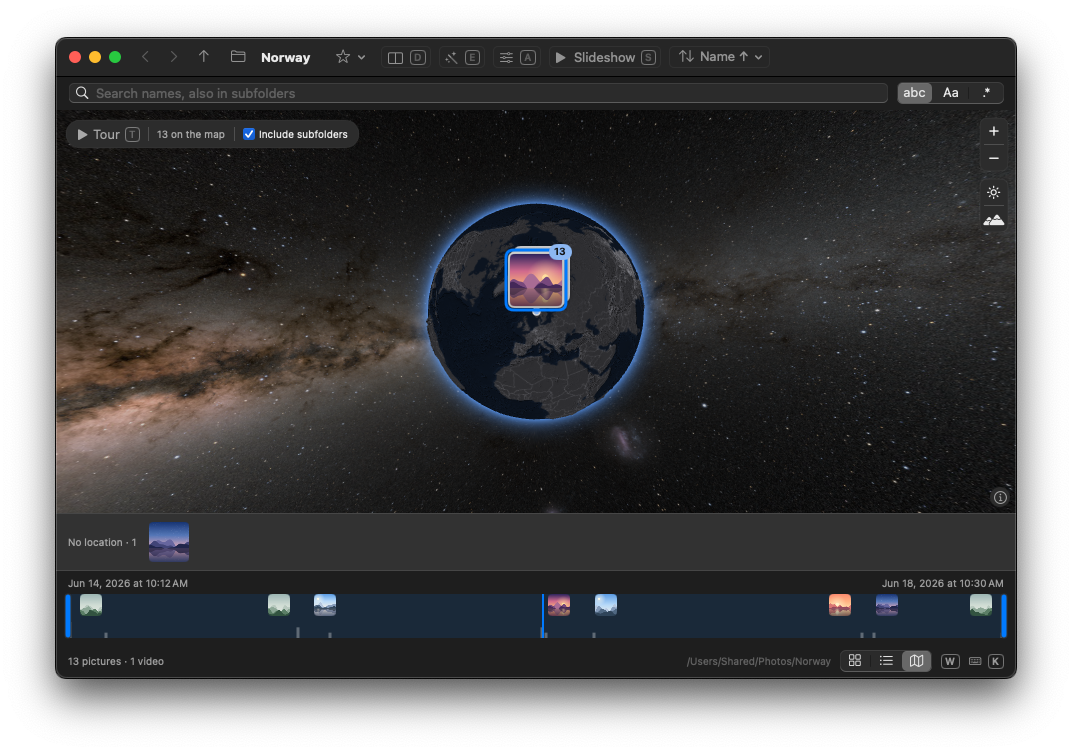 Norway
D
E
A
Slideshow S
Name
Search names, also in subfolders
abc
Aa
.*
Tour T
13 on the map
Include subfolders
13
No location · 1
Jun 14, 2026 at 10:12 AM
Jun 18, 2026 at 10:30 AM
13 pictures · 1 video
/Users/Shared/Photos/Norway
W
K